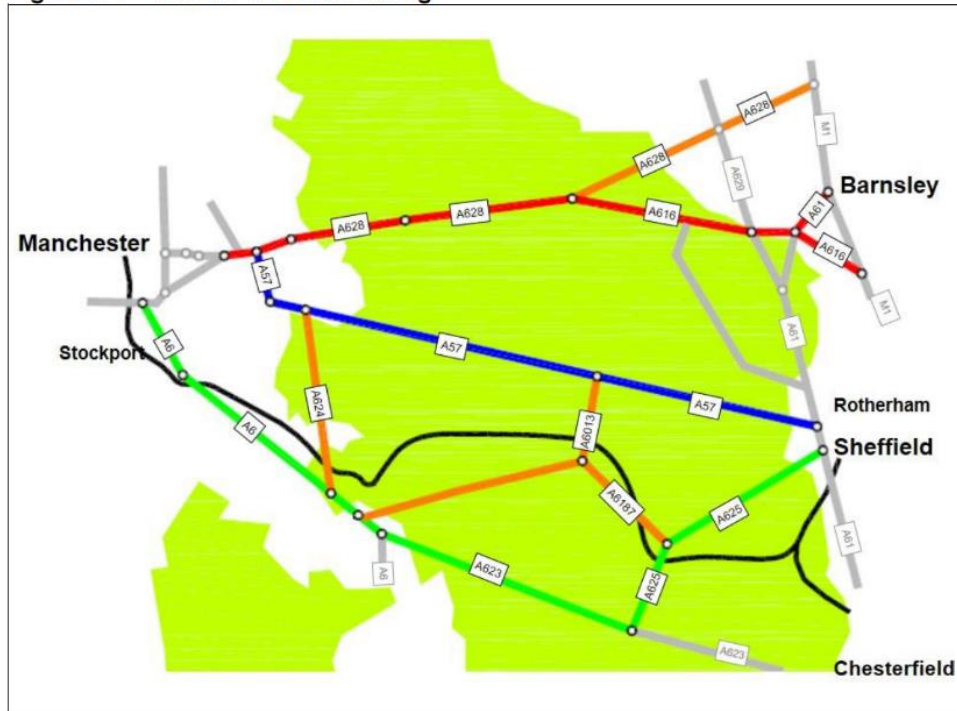 A628
A628
M1
A629
Barnsley
A61
A628
A628
A616
Manchester
A616
A57
M1
A61
A6
Stockport
A57
A624
A57
Rotherham
A6
A6013
Sheffield
A6187
A625
A61
A623
A6
A625
A623
Chesterfield